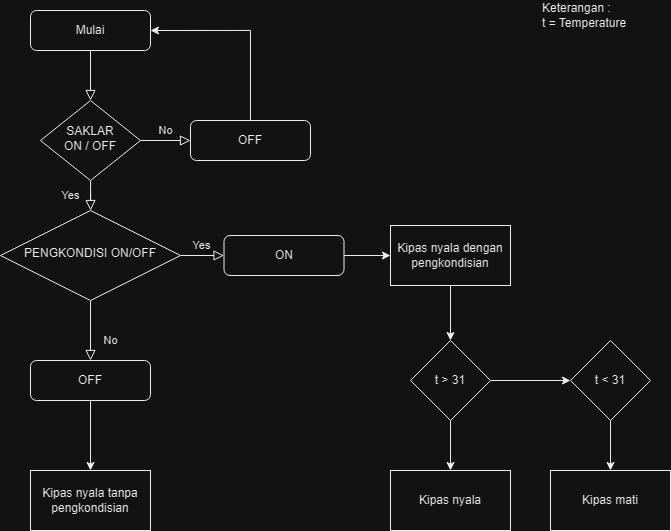 Keterangan :
t = Temperature
Mulai
SAKLAR
ON / OFF
No
OFF
Yes
PENGKONDISI ON/OFF
Yes
ON
Kipas nyala dengan
pengkondisian
No
OFF
t > 31
t < 31
Kipas nyala tanpa
pengkondisian
Kipas nyala
Kipas mati